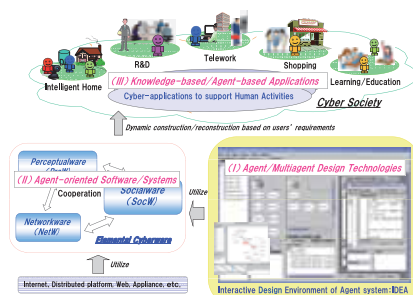 R&D
Telework
Shopping
Intelligent Home
(III) Knowledge-based/Agent-based Applications
Learning/Education
Cyber-applications to support Human Activities
Cyber Society
Dynamic construction/reconstruction based on users' requirements
Perceptualware
(II) Agent-oriented Software/Systems
Cooperation
Socialware
(SocW)
Networkware
(NetW)
Elemental Cyberware
Utilize
(I) Agent/Multiagent Design Technologies
Utilize
Internet, Distributed platform, Web, Appliance, etc.
Interactive Design Environment of Agent system:IDEA